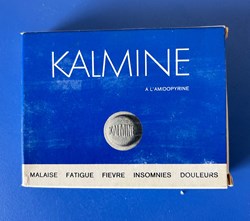 KALMINE
A L'AMIDOPYRINE
KALMINE
MALAISE FATIGUE FIEVRE INSOMNIES DOULEURS